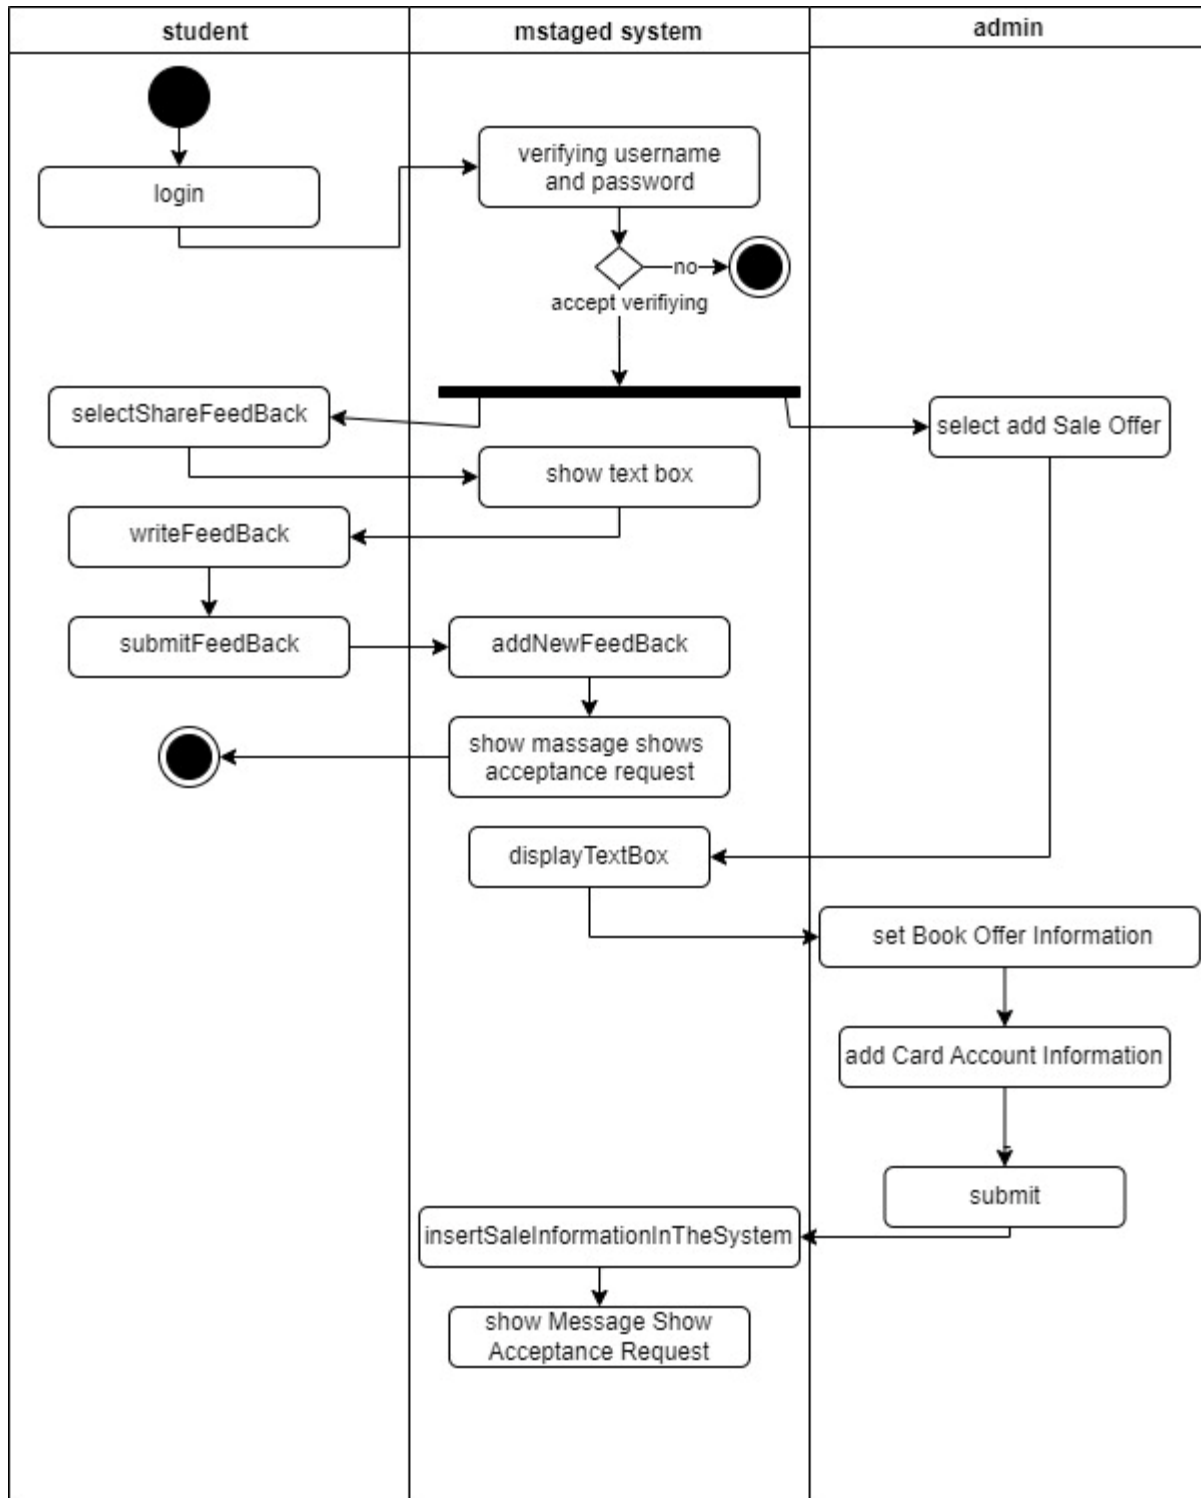 student
mstaged system
admin
verifying username
and password
login
no
accept verifiying
selectShareFeedBack
select add Sale Offer
show text box
writeFeedBack
submitFeedBack
addNewFeedBack
show massage shows
acceptance request
displayTextBox
set Book Offer Information
add Card Account Information
submit
insertSaleInformationInTheSystem
show Message Show
Acceptance Request